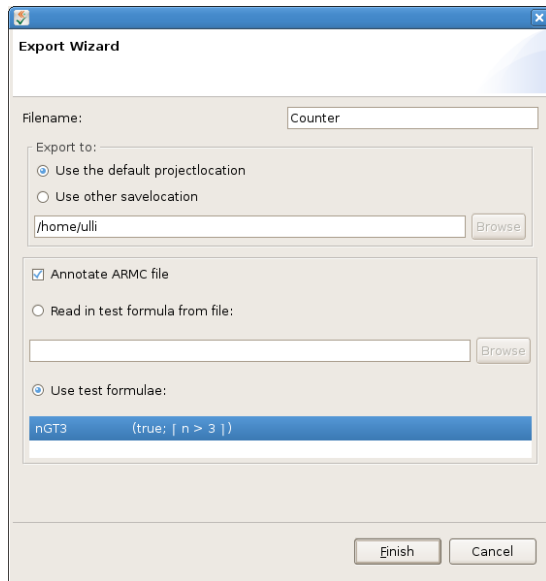 Export Wizard
Filename: Counter
Export to:
Use the default projectlocation
Use other savelocation
/home/ulli Browse
Annotate ARMC file
Read in test formula from file:
Browse
Use test formulae:
nGT3 (true; ⌈ n > 3 ⌉)
Finish Cancel